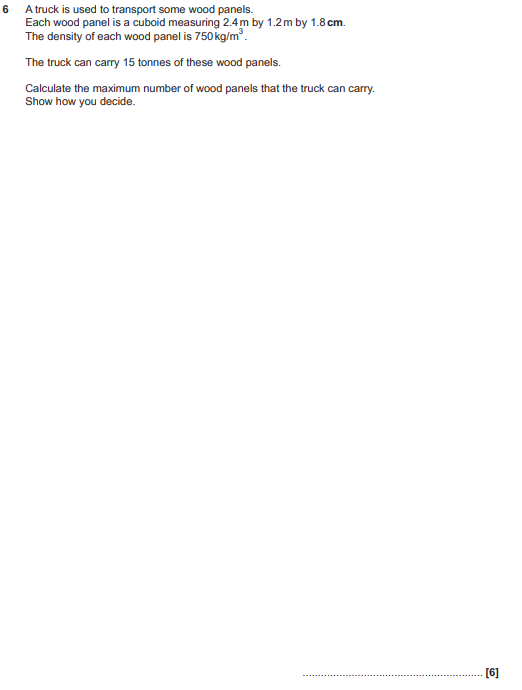 6 A truck is used to transport some wood panels.
Each wood panel is a cuboid measuring 2.4 m by 1.2 m by 1.8 cm.
The density of each wood panel is 750 kg/m³.
The truck can carry 15 tonnes of these wood panels.
Calculate the maximum number of wood panels that the truck can carry.
Show how you decide.
............................................................ [6]